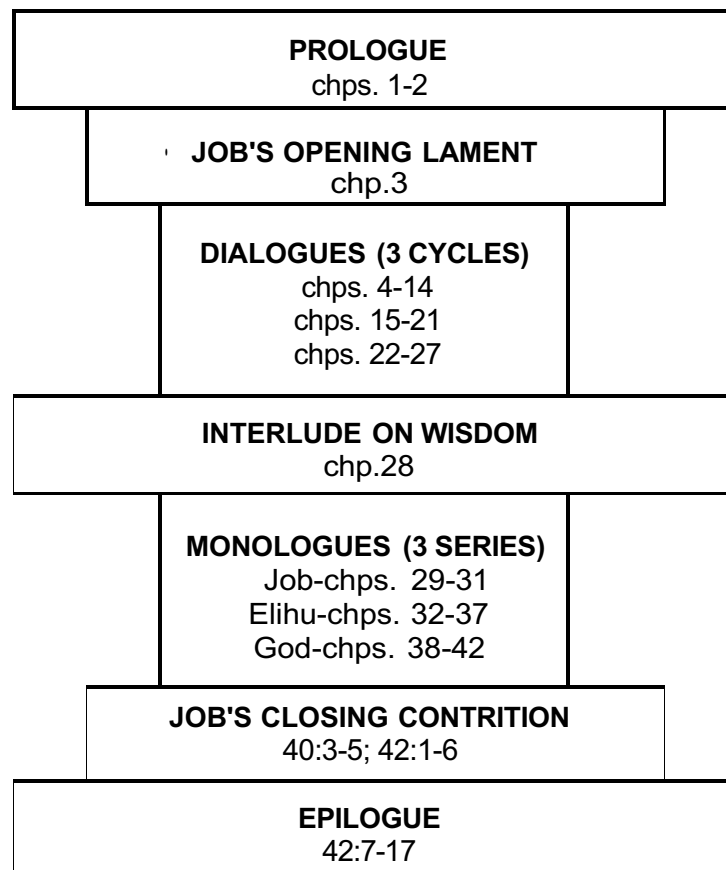 PROLOGUE
chps. 1-2
JOB'S OPENING LAMENT
chp.3
DIALOGUES (3 CYCLES)
chps. 4-14
chps. 15-21
chps. 22-27
INTERLUDE ON WISDOM
chp.28
MONOLOGUES (3 SERIES)
Job-chps. 29-31
Elihu-chps. 32-37
God-chps. 38-42
JOB'S CLOSING CONTRITION
40:3-5; 42:1-6
EPILOGUE
42:7-17